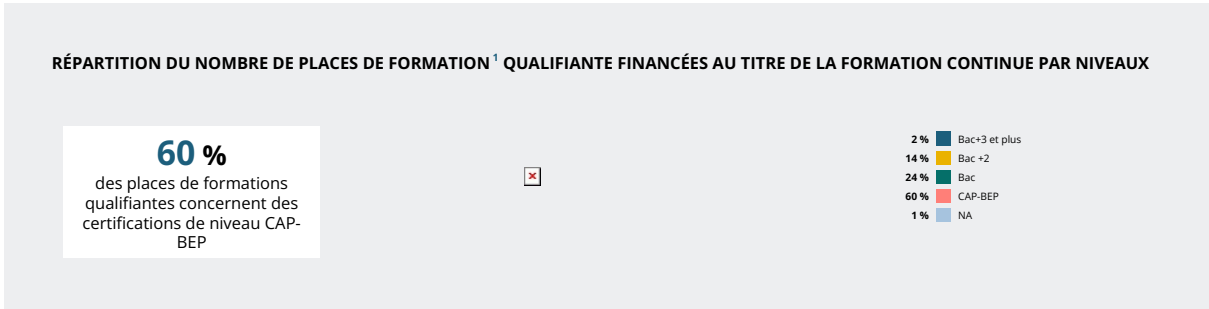 RÉPARTITION DU NOMBRE DE PLACES DE FORMATION¹ QUALIFIANTE FINANCÉES AU TITRE DE LA FORMATION CONTINUE PAR NIVEAUX
60 %
des places de formations
qualifiantes concernent des
certifications de niveau CAP-
BEP
2 % Bac+3 et plus
14 % Bac +2
24 % Bac
60 % CAP-BEP
1 % NA